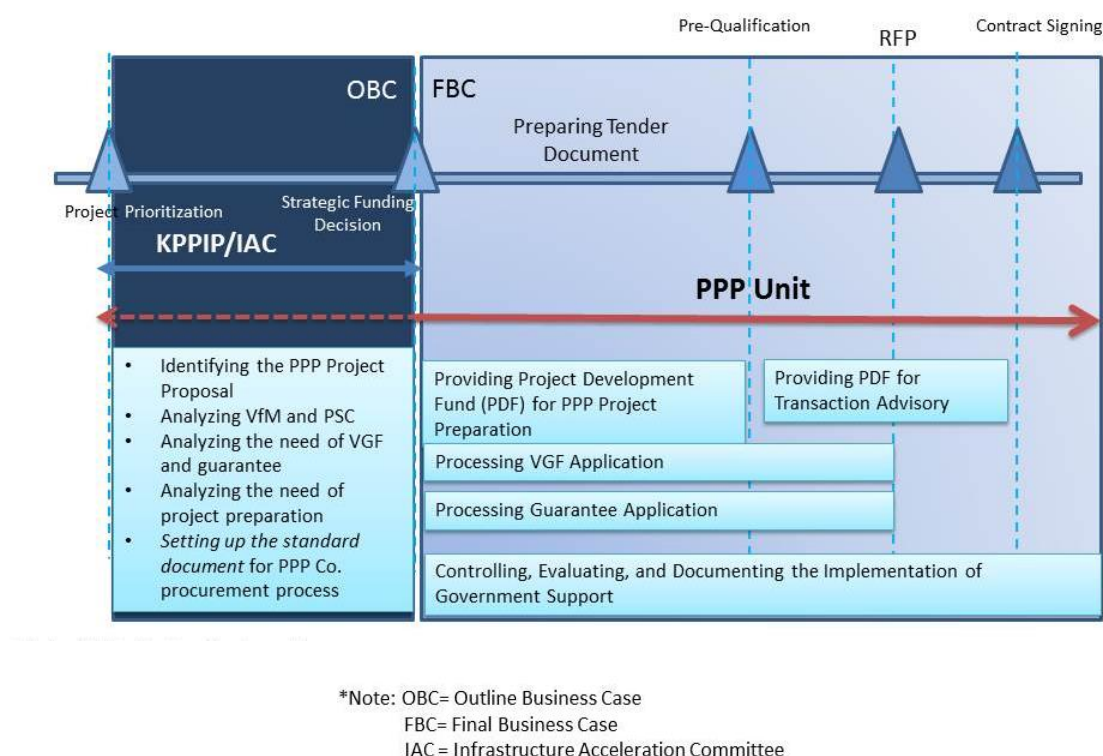 Pre-Qualification
RFP
Contract Signing
OBC
FBC
Preparing Tender
Document
Project Prioritization
Strategic Funding
Decision
KPPIP/IAC
PPP Unit
• Identifying the PPP Project
Proposal
• Analyzing VfM and PSC
• Analyzing the need of VGF
and guarantee
• Analyzing the need of
project preparation
• Setting up the standard
document for PPP Co.
procurement process
Providing Project Development
Fund (PDF) for PPP Project
Preparation
Providing PDF for
Transaction Advisory
Processing VGF Application
Processing Guarantee Application
Controlling, Evaluating, and Documenting the Implementation of
Government Support
*Note: OBC= Outline Business Case
FBC= Final Business Case
IAC = Infrastructure Acceleration Committee